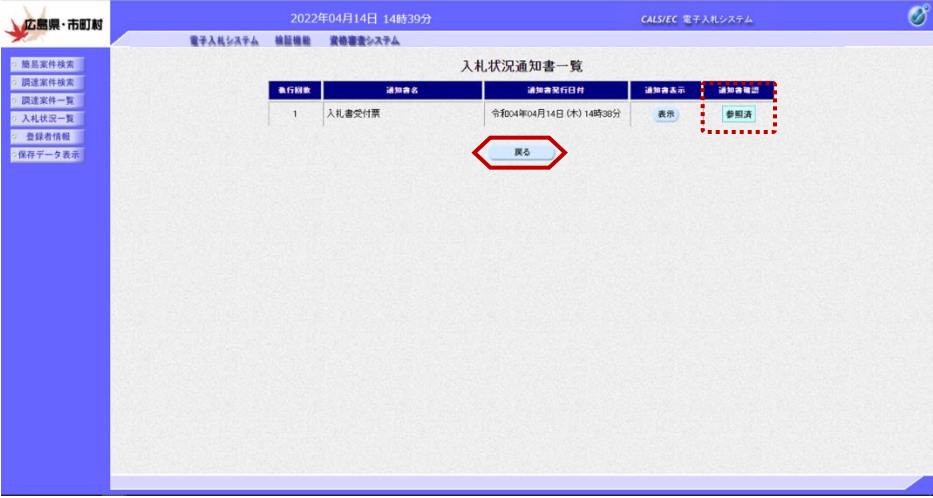 広島県・市町村
2022年04月14日 14時39分
CALS/EC 電子入札システム
電子入札システム 検証機能 資格審査システム
簡易案件検索
調達案件検索
調達案件一覧
入札状況一覧
登録者情報
保存データ表示
入札状況通知書一覧
執行回数 通知書名 通知書発行日付 通知書表示 通知書確認
1 入札書受付票 令和04年04月14日 (木) 14時38分 表示 参照済
戻る